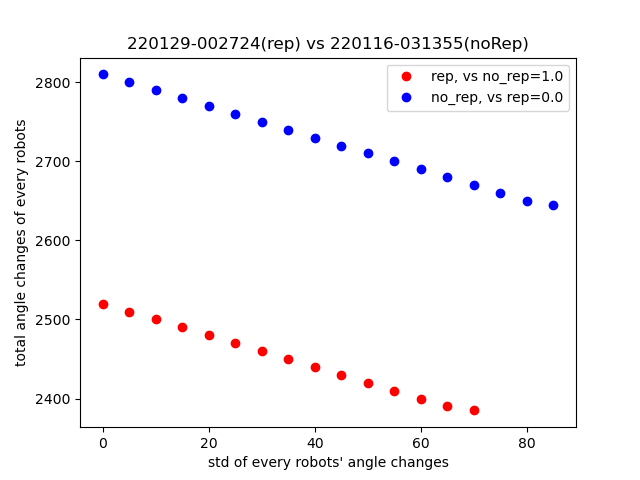 220129-002724(rep) vs 220116-031355(noRep)
rep, vs no_rep=1.0
no_rep, vs rep=0.0
total angle changes of every robots
2800
2700
2600
2500
2400
0 20 40 60 80
std of every robots' angle changes